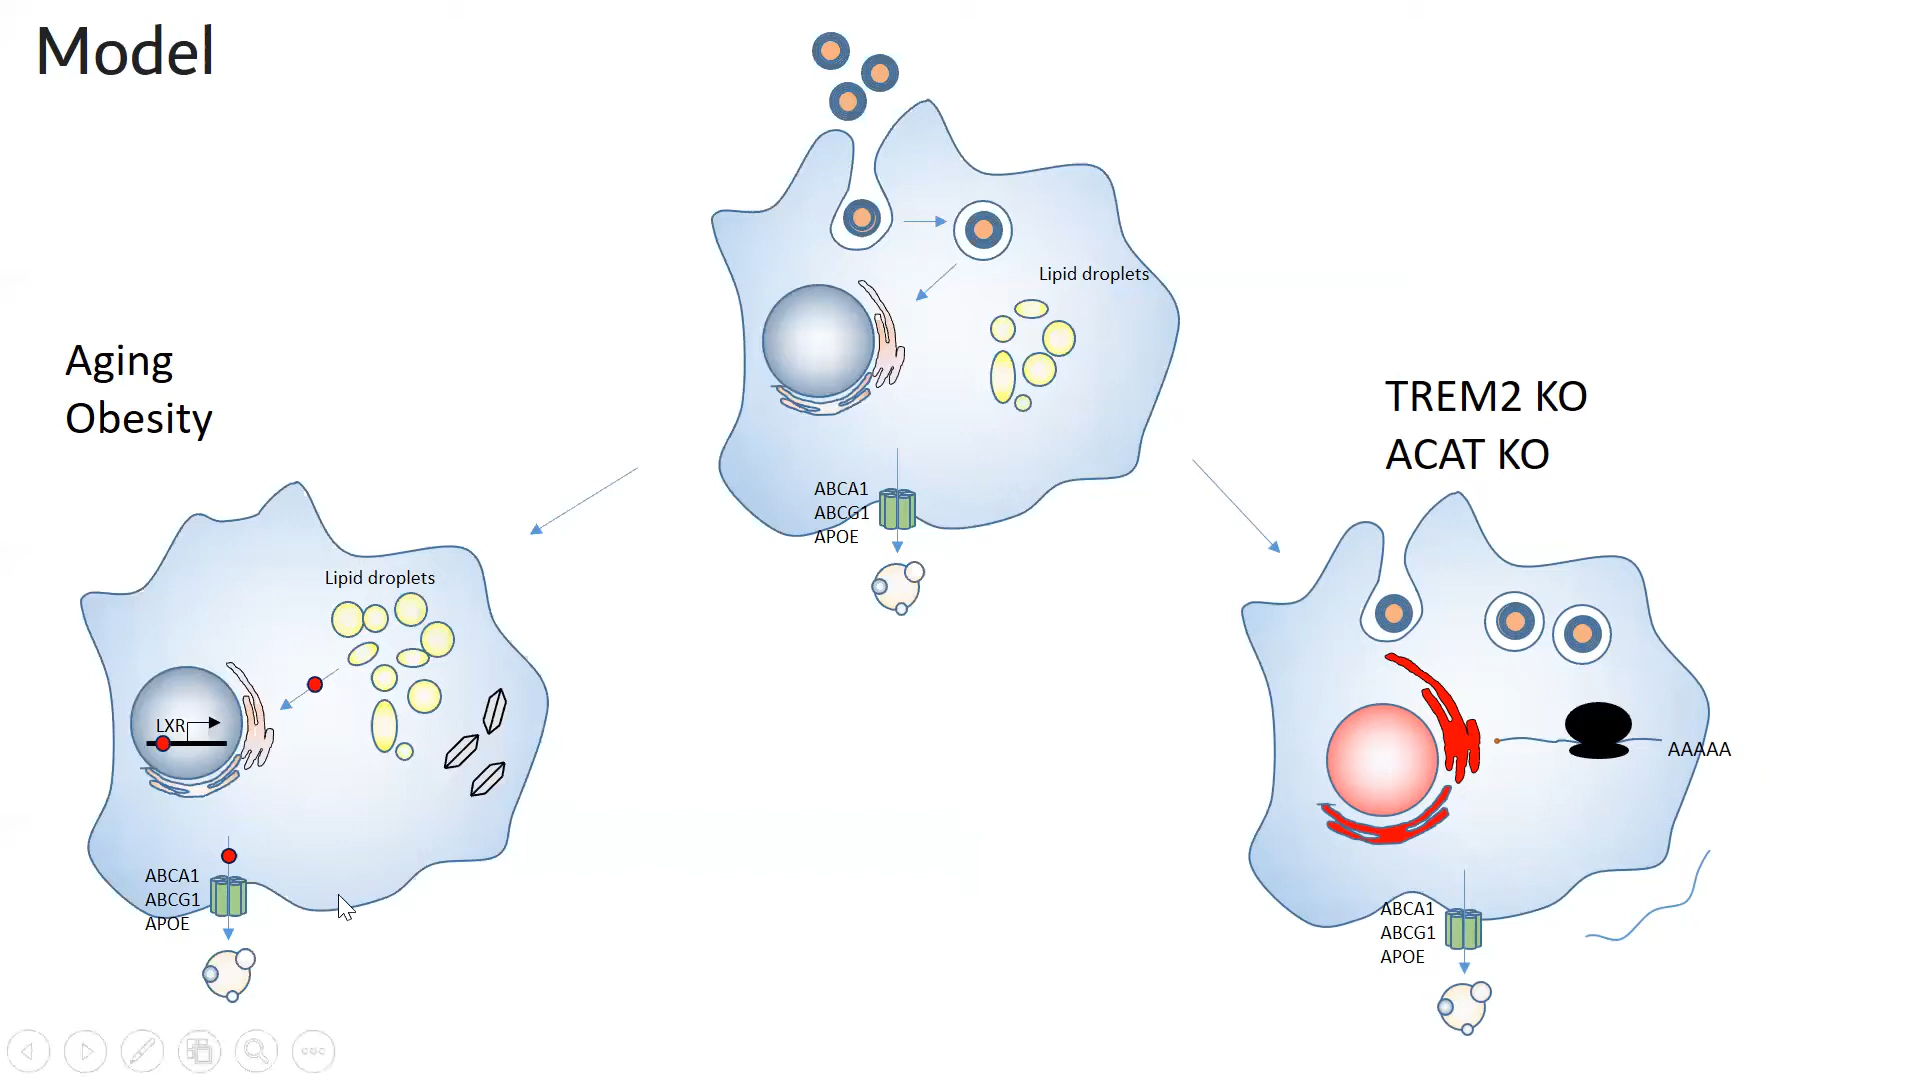 Model
Lipid droplets
ABCA1
ABCG1
APOE
Aging
Obesity
Lipid droplets
LXR
ABCA1
ABCG1
APOE
TREM2 KO
ACAT KO
AAAAA
ABCA1
ABCG1
APOE